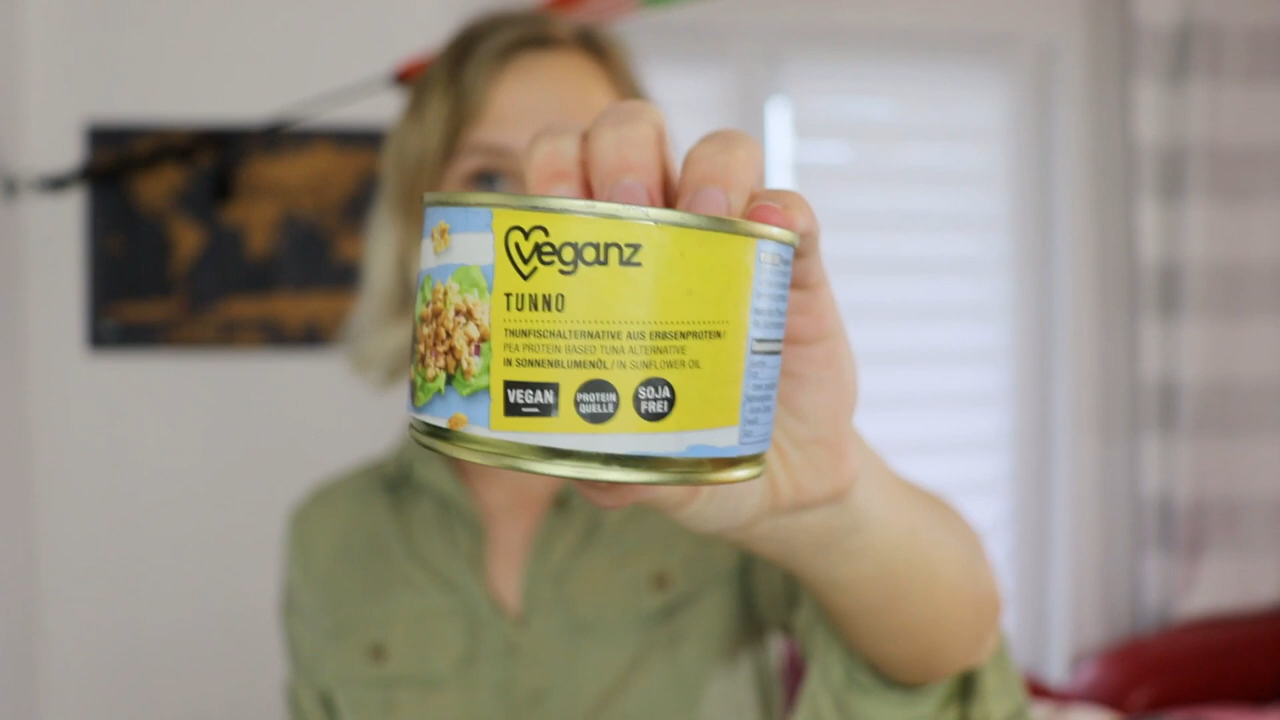 veganz
TUNNO
THUNFISCHALTERNATIVE AUS ERBSENPROTEIN /
PEA PROTEIN BASED TUNA ALTERNATIVE
IN SONNENBLUMENÖL / IN SUNFLOWER OIL
VEGAN
PROTEIN
QUELLE
SOJA
FREI